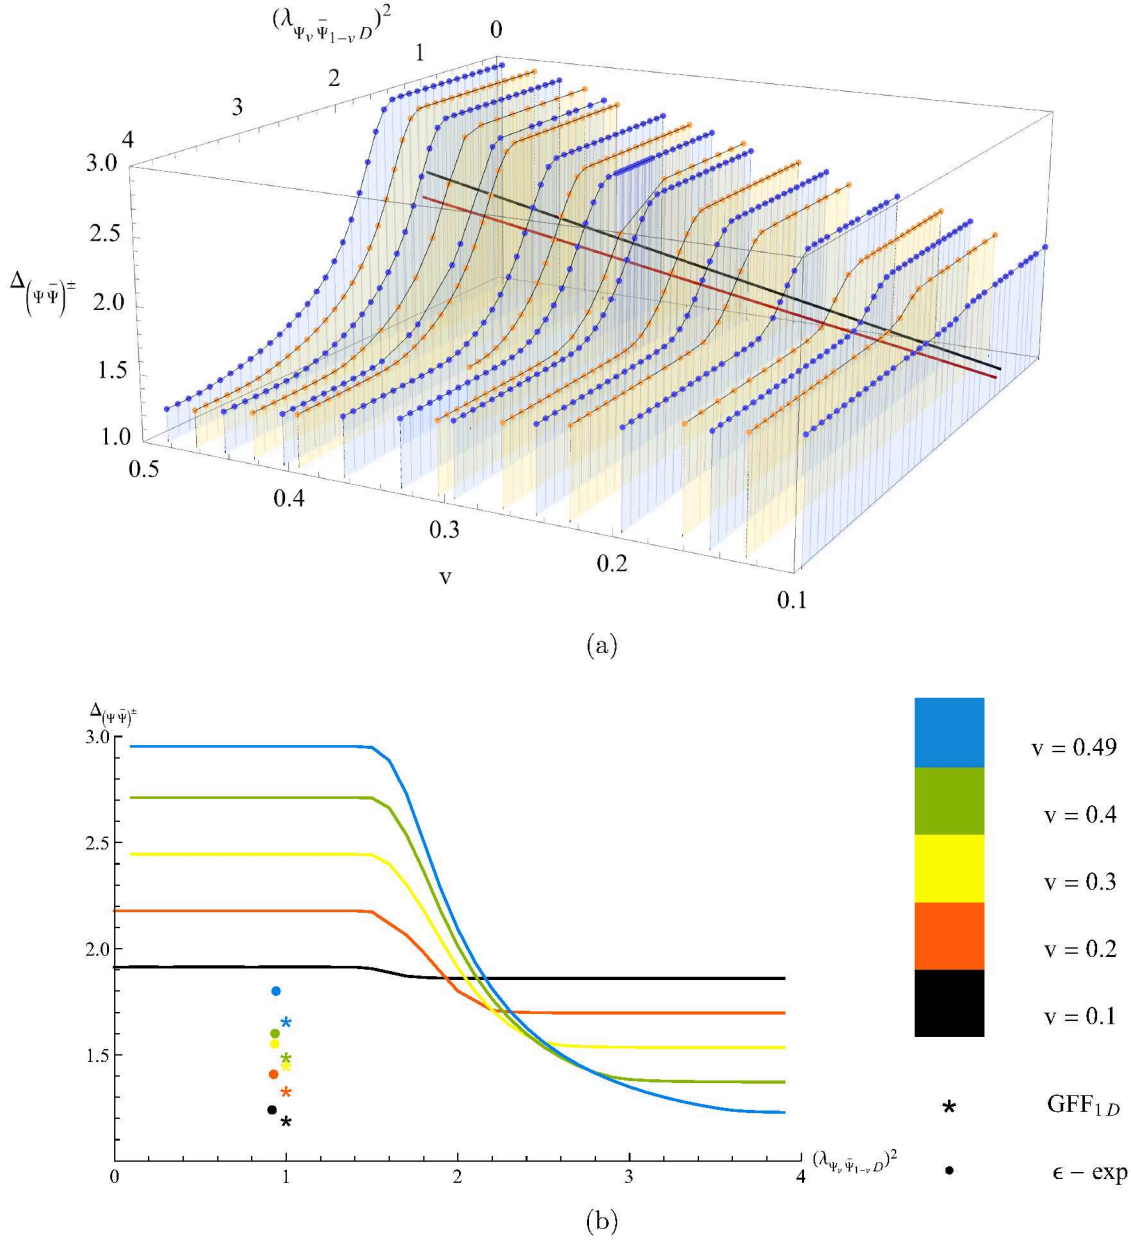 (λ_{Ψ_v Ψ̄_{1−v} D})^2
0
1
2
3
4
3.0
2.5
Δ_{(Ψ Ψ̄)^±}
2.0
1.5
1.0
0.5
0.4
0.3
0.2
0.1
v
(a)
Δ_{(Ψ Ψ̄)^±}
3.0
2.5
2.0
1.5
0 1 2 3 4
(λ_{Ψ_v Ψ̄_{1−v} D})^2
v = 0.49
v = 0.4
v = 0.3
v = 0.2
v = 0.1
* GFF_{1D}
• ϵ − exp
(b)